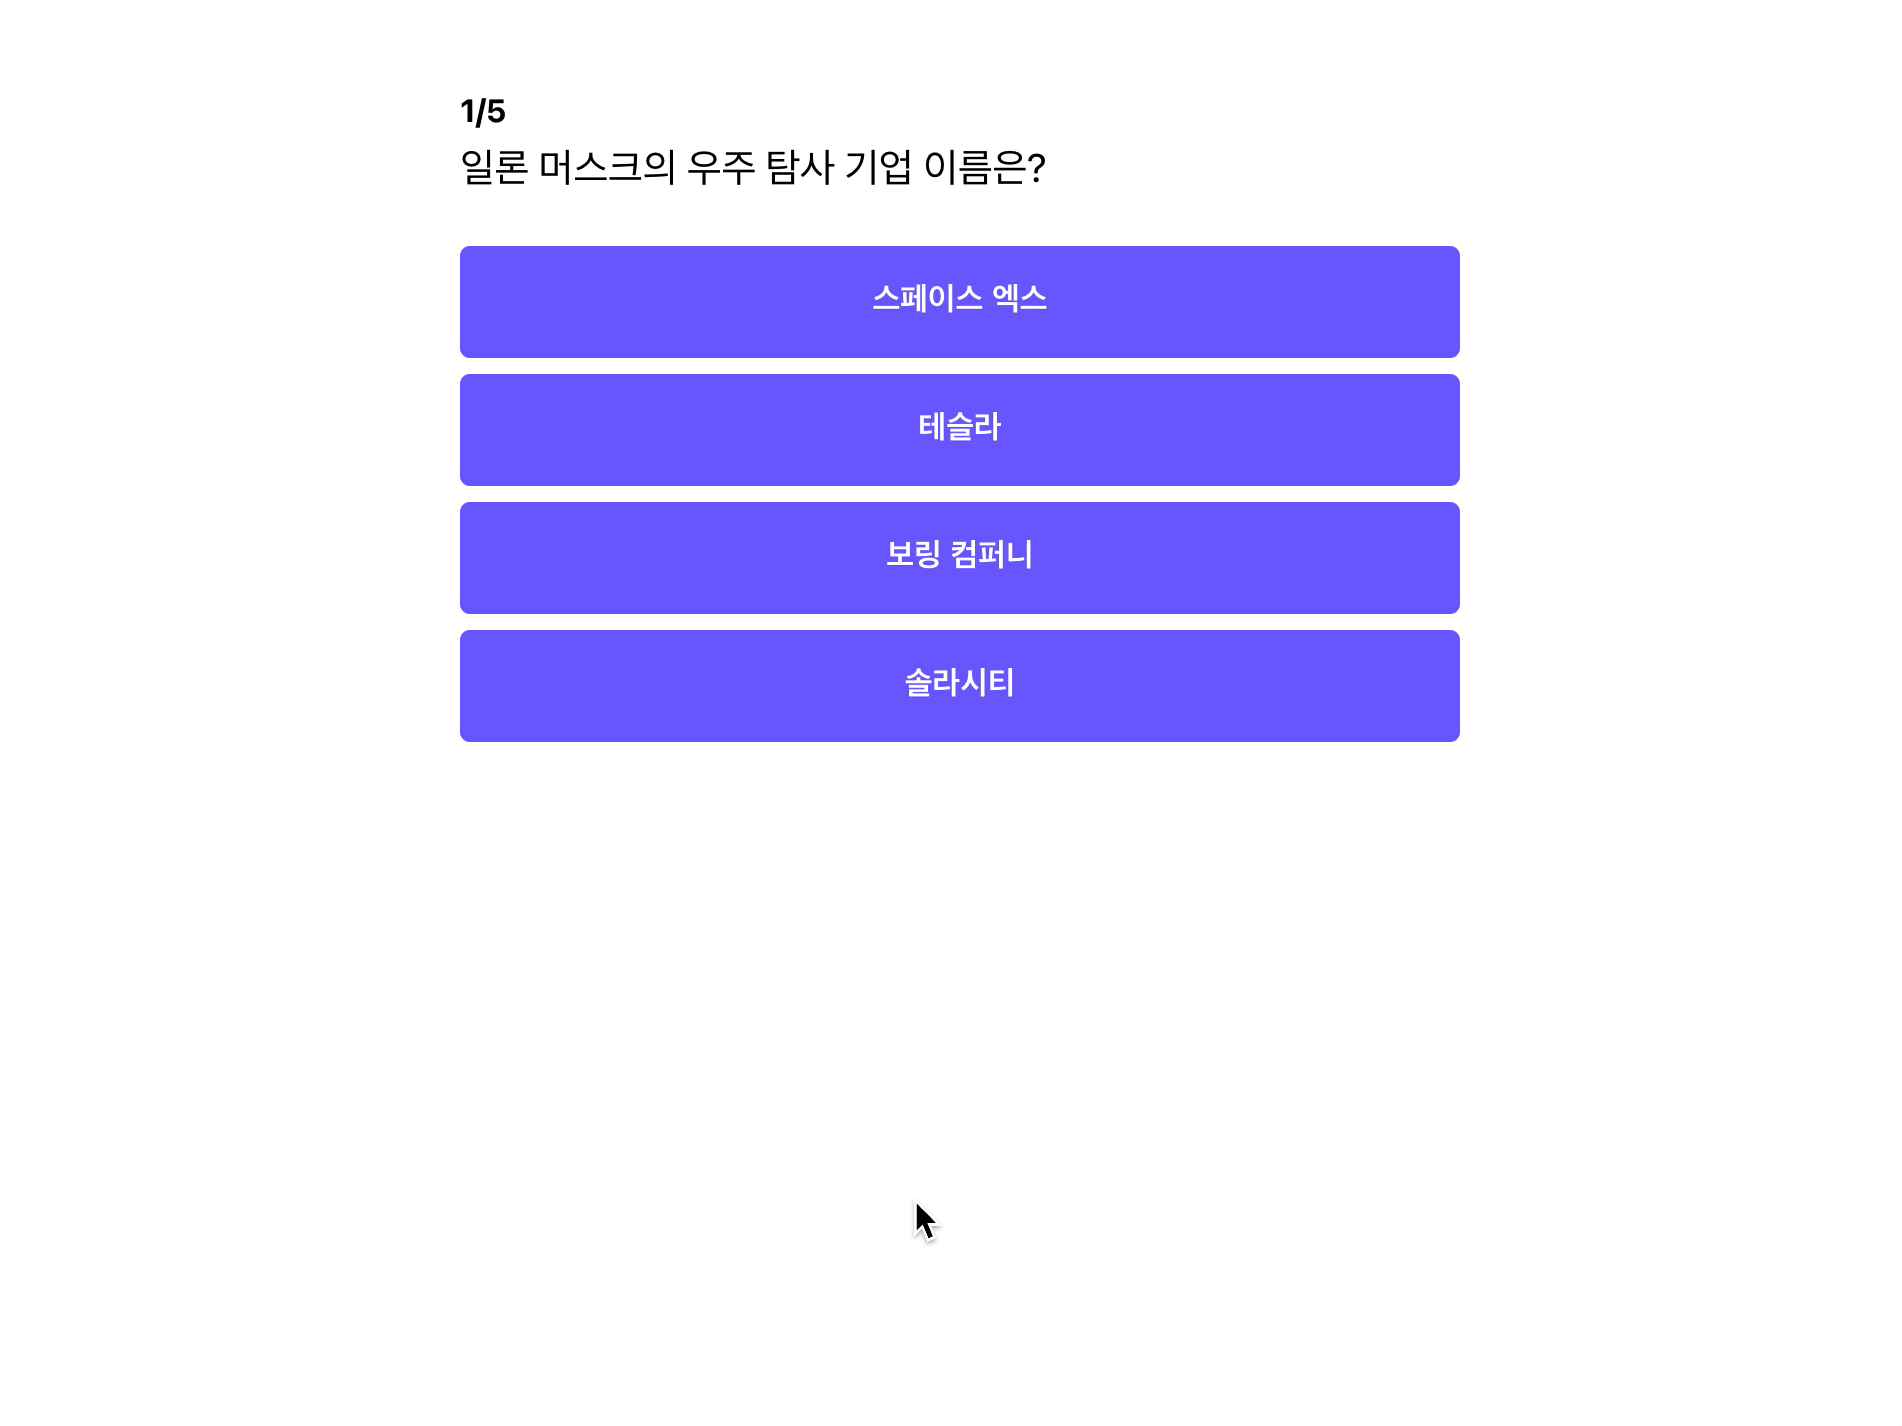 1/5
일론 머스크의 우주 탐사 기업 이름은?
스페이스 엑스
테슬라
보링 컴퍼니
솔라시티